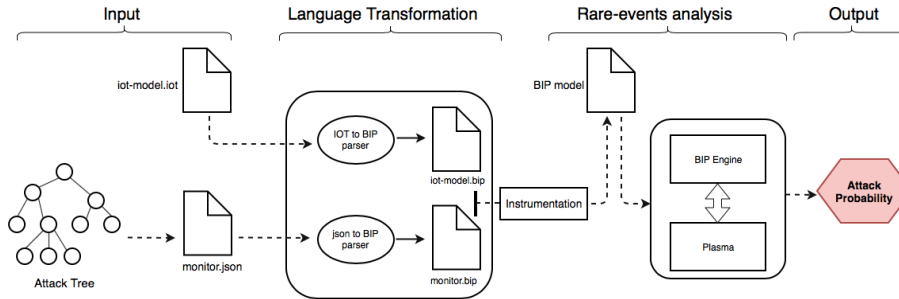 Input
Language Transformation
Rare-events analysis
Output
iot-model.iot
BIP model
IOT to BIP
parser
iot-model.bip
BIP Engine
Instrumentation
Attack
Probability
json to BIP
parser
Plasma
monitor.json
monitor.bip
Attack Tree